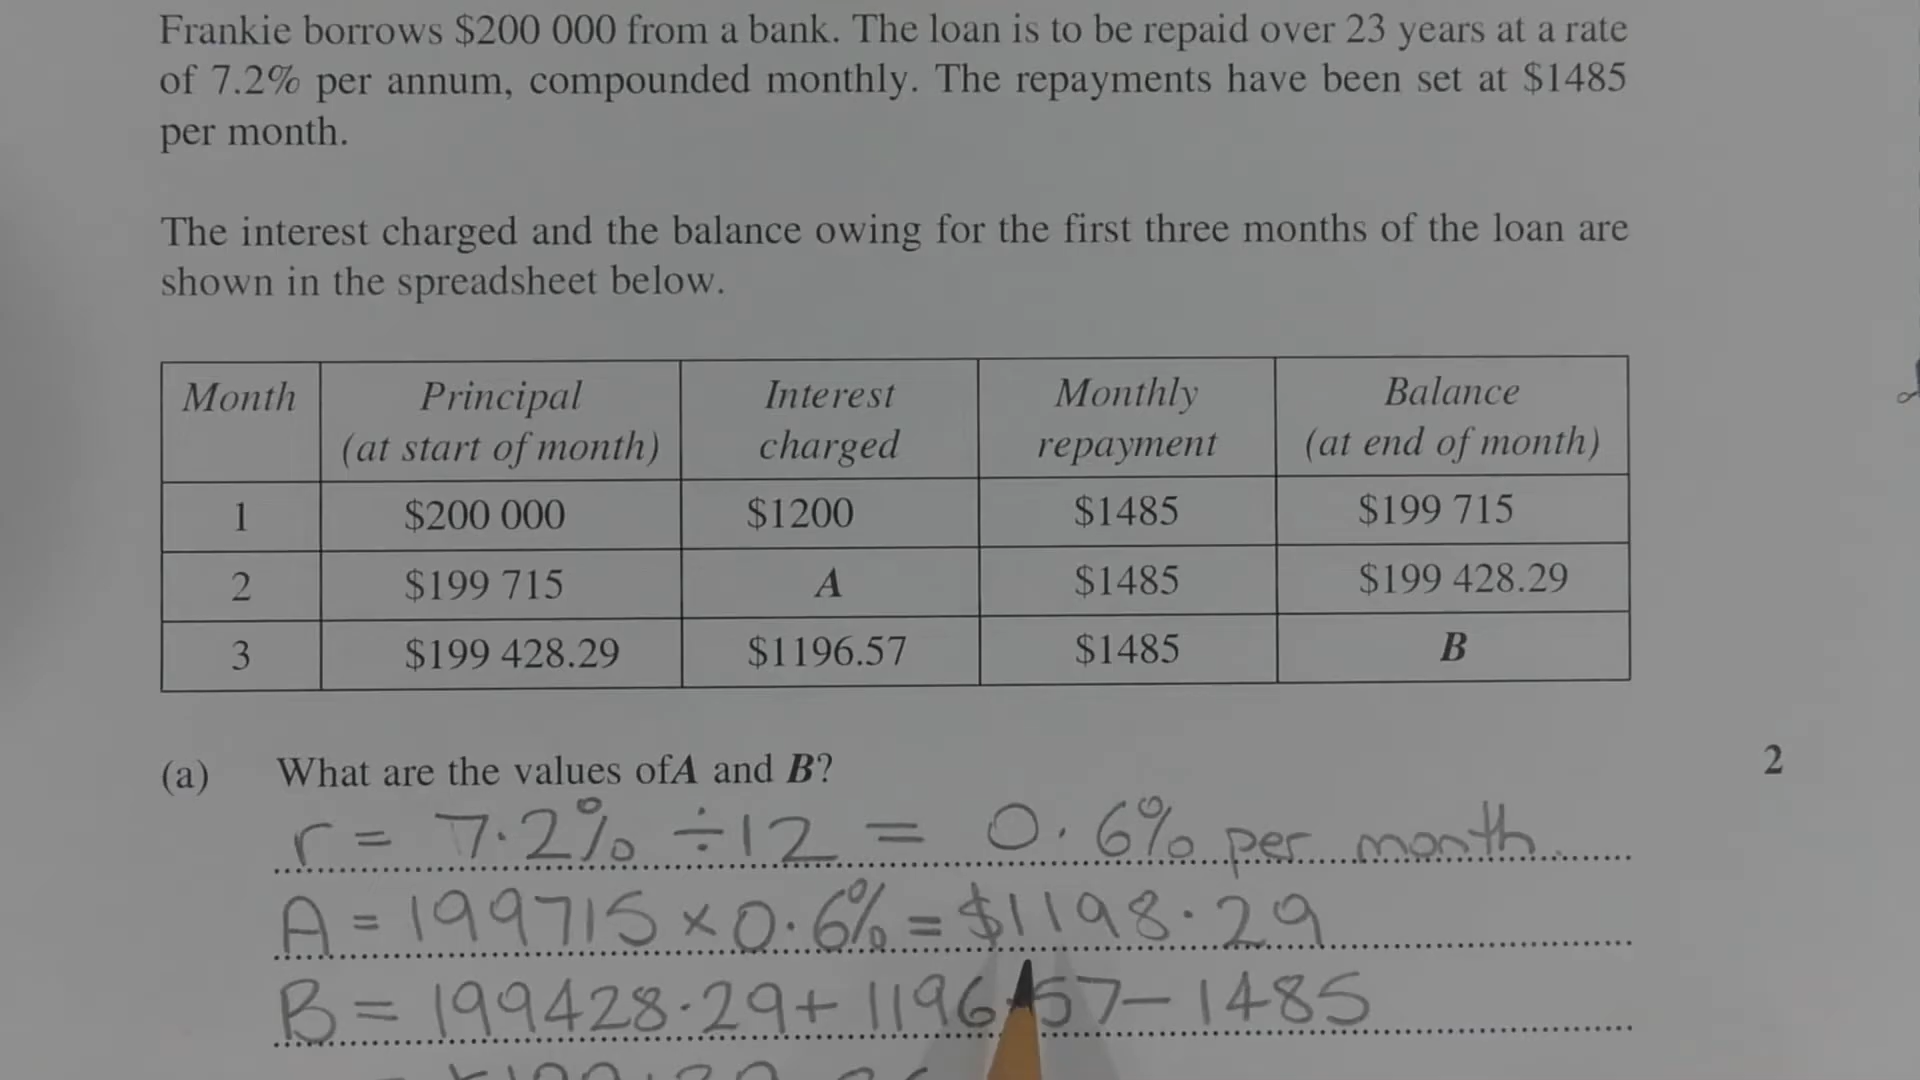 Frankie borrows $200 000 from a bank. The loan is to be repaid over 23 years at a rate
of 7.2% per annum, compounded monthly. The repayments have been set at $1485
per month.
The interest charged and the balance owing for the first three months of the loan are
shown in the spreadsheet below.
Month Principal (at start of month) Interest charged Monthly repayment Balance (at end of month)
1 $200 000 $1200 $1485 $199 715
2 $199 715 A $1485 $199 428.29
3 $199 428.29 $1196.57 $1485 B
(a) What are the values ofA and B? 2
r = 7.2% ÷12 = 0.6% per month
A = 199715 × 0.6% = $1198.29
B = 199428.29 + 1196.57 - 1485